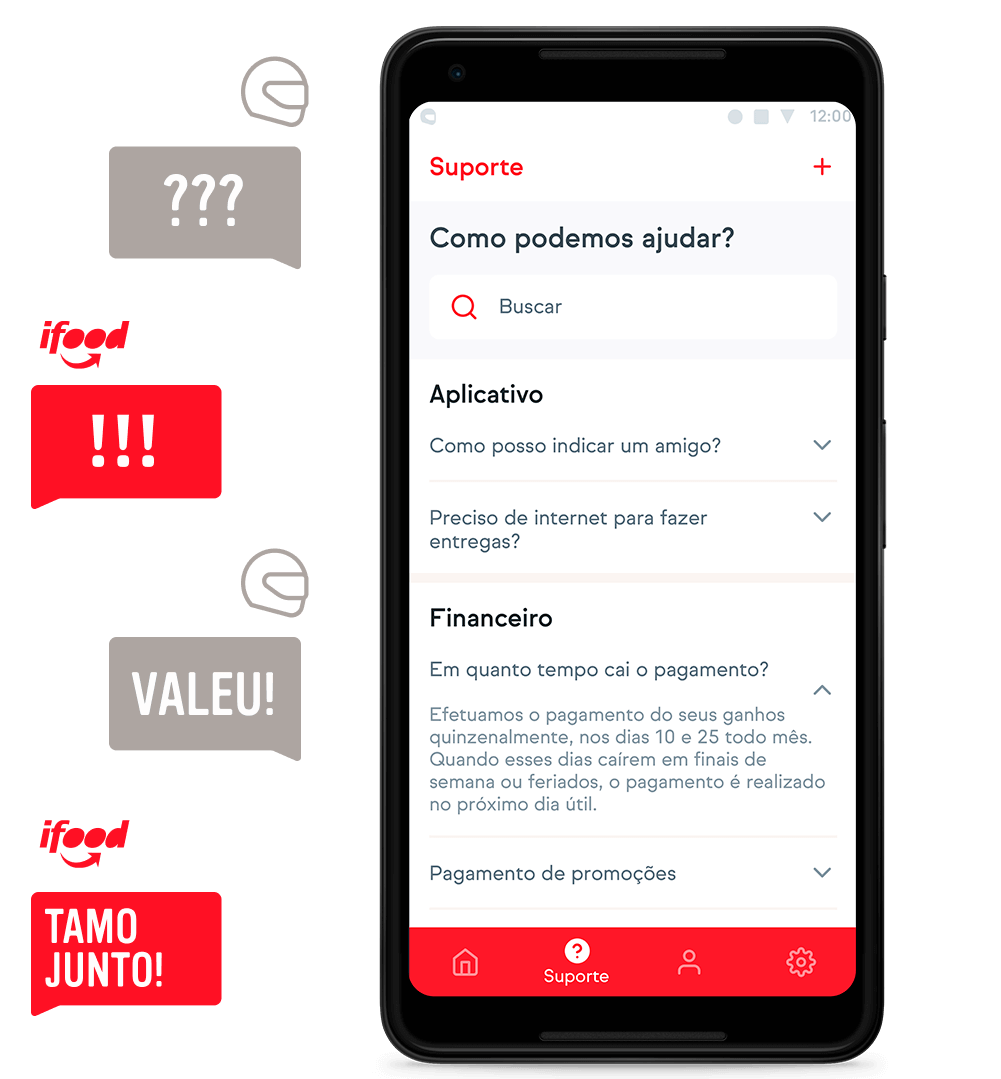 ???
ifood
!!!
VALEU!
ifood
TAMO
JUNTO!
12:00
Suporte
+
Como podemos ajudar?
Buscar
Aplicativo
Como posso indicar um amigo?
Preciso de internet para fazer
entregas?
Financeiro
Em quanto tempo cai o pagamento?
Efetuamos o pagamento do seus ganhos
quinzenalmente, nos dias 10 e 25 todo mês.
Quando esses dias caírem em finais de
semana ou feriados, o pagamento é realizado
no próximo dia útil.
Pagamento de promoções
?
Suporte